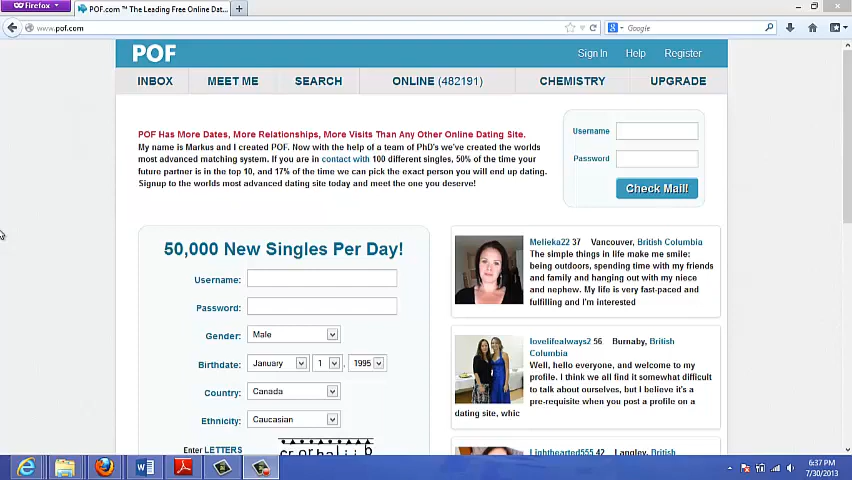 Firefox
POF.com ™ The Leading Free Online Dat...
www.pof.com
Google
POF
Sign In Help Register
INBOX MEET ME SEARCH ONLINE (482191) CHEMISTRY UPGRADE
POF Has More Dates, More Relationships, More Visits Than Any Other Online Dating Site.
My name is Markus and I created POF. Now with the help of a team of PhD's we've created the worlds
most advanced matching system. If you are in contact with 100 different singles, 50% of the time your
future partner is in the top 10, and 17% of the time we can pick the exact person you will end up dating.
Signup to the worlds most advanced dating site today and meet the one you deserve!
Username
Password
Check Mail!
50,000 New Singles Per Day!
Username:
Password:
Gender: Male
Birthdate: January 1 , 1995
Country: Canada
Ethnicity: Caucasian
Enter LETTERS
Melieka22 37 Vancouver, British Columbia
The simple things in life make me smile:
being outdoors, spending time with my friends
and family and hanging out with my niece
and nephew. My life is very fast-paced and
fulfilling and I'm interested
lovelifealways2 56 Burnaby, British
Columbia
Well, hello everyone, and welcome to my
profile. I think we all find it somewhat difficult
to talk about ourselves, but I believe it's a
pre-requisite when you post a profile on a
dating site, whic
Lighthearted555 42 Langley, British
6:37 PM
7/30/2013